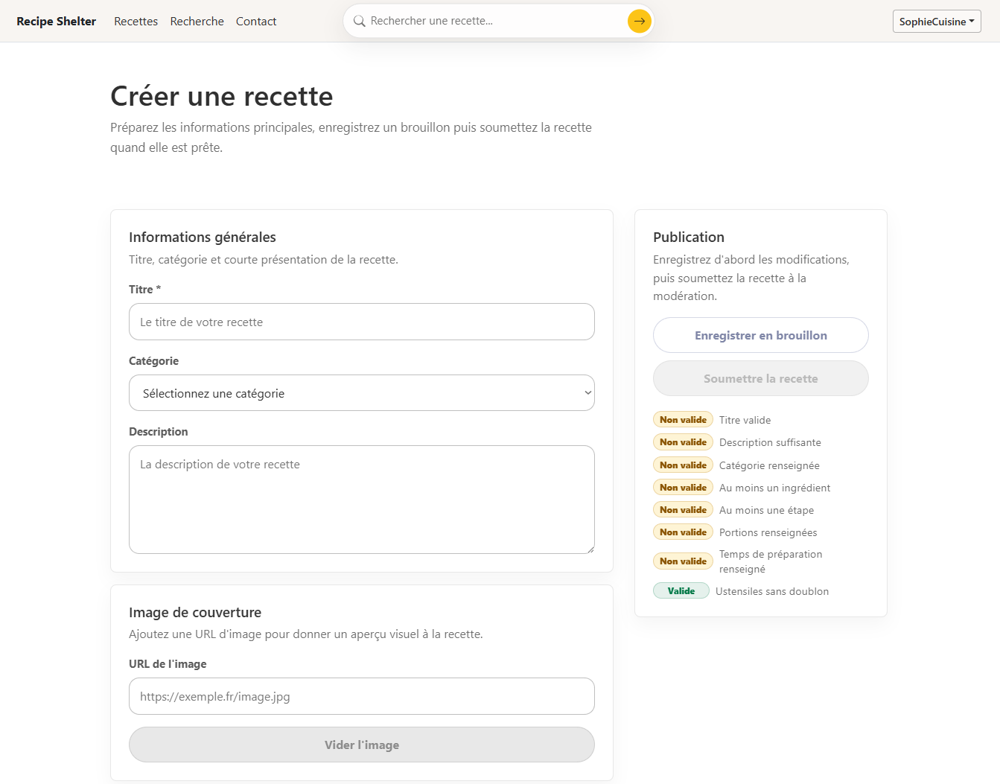 Recipe Shelter
Recettes
Recherche
Contact
Rechercher une recette...
SophieCuisine
Créer une recette
Préparez les informations principales, enregistrez un brouillon puis soumettez la recette
quand elle est prête.
Informations générales
Titre, catégorie et courte présentation de la recette.
Titre *
Le titre de votre recette
Catégorie
Sélectionnez une catégorie
Description
La description de votre recette
Image de couverture
Ajoutez une URL d'image pour donner un aperçu visuel à la recette.
URL de l'image
https://exemple.fr/image.jpg
Vider l'image
Publication
Enregistrez d'abord les modifications,
puis soumettez la recette à la
modération.
Enregistrer en brouillon
Soumettre la recette
Non valide Titre valide
Non valide Description suffisante
Non valide Catégorie renseignée
Non valide Au moins un ingrédient
Non valide Au moins une étape
Non valide Portions renseignées
Non valide Temps de préparation
renseigné
Valide Ustensiles sans doublon